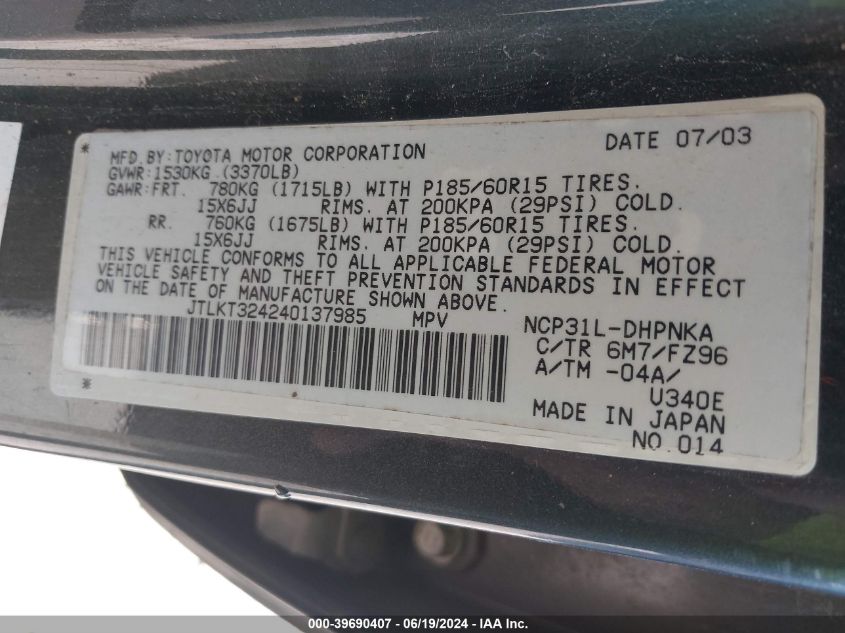 DATE 07/03
MFD.BY:TOYOTA MOTOR CORPORATION
GVWR:1530KG (3370LB)
GAWR:FRT. 780KG (1715LB) WITH P185/60R15 TIRES.
15X6JJ RIMS. AT 200KPA (29PSI) COLD.
RR. 760KG (1675LB) WITH P185/60R15 TIRES.
15X6JJ RIMS. AT 200KPA (29PSI) COLD.
THIS VEHICLE CONFORMS TO ALL APPLICABLE FEDERAL MOTOR
VEHICLE SAFETY AND THEFT PREVENTION STANDARDS IN EFFECT
ON THE DATE OF MANUFACTURE SHOWN ABOVE.
JTLKT324240137985 MPV NCP31L-DHPNKA
C/TR 6M7/FZ96
A/TM -04A/
U340E
MADE IN JAPAN
NO.014
000-39690407 - 06/19/2024 - IAAI.com